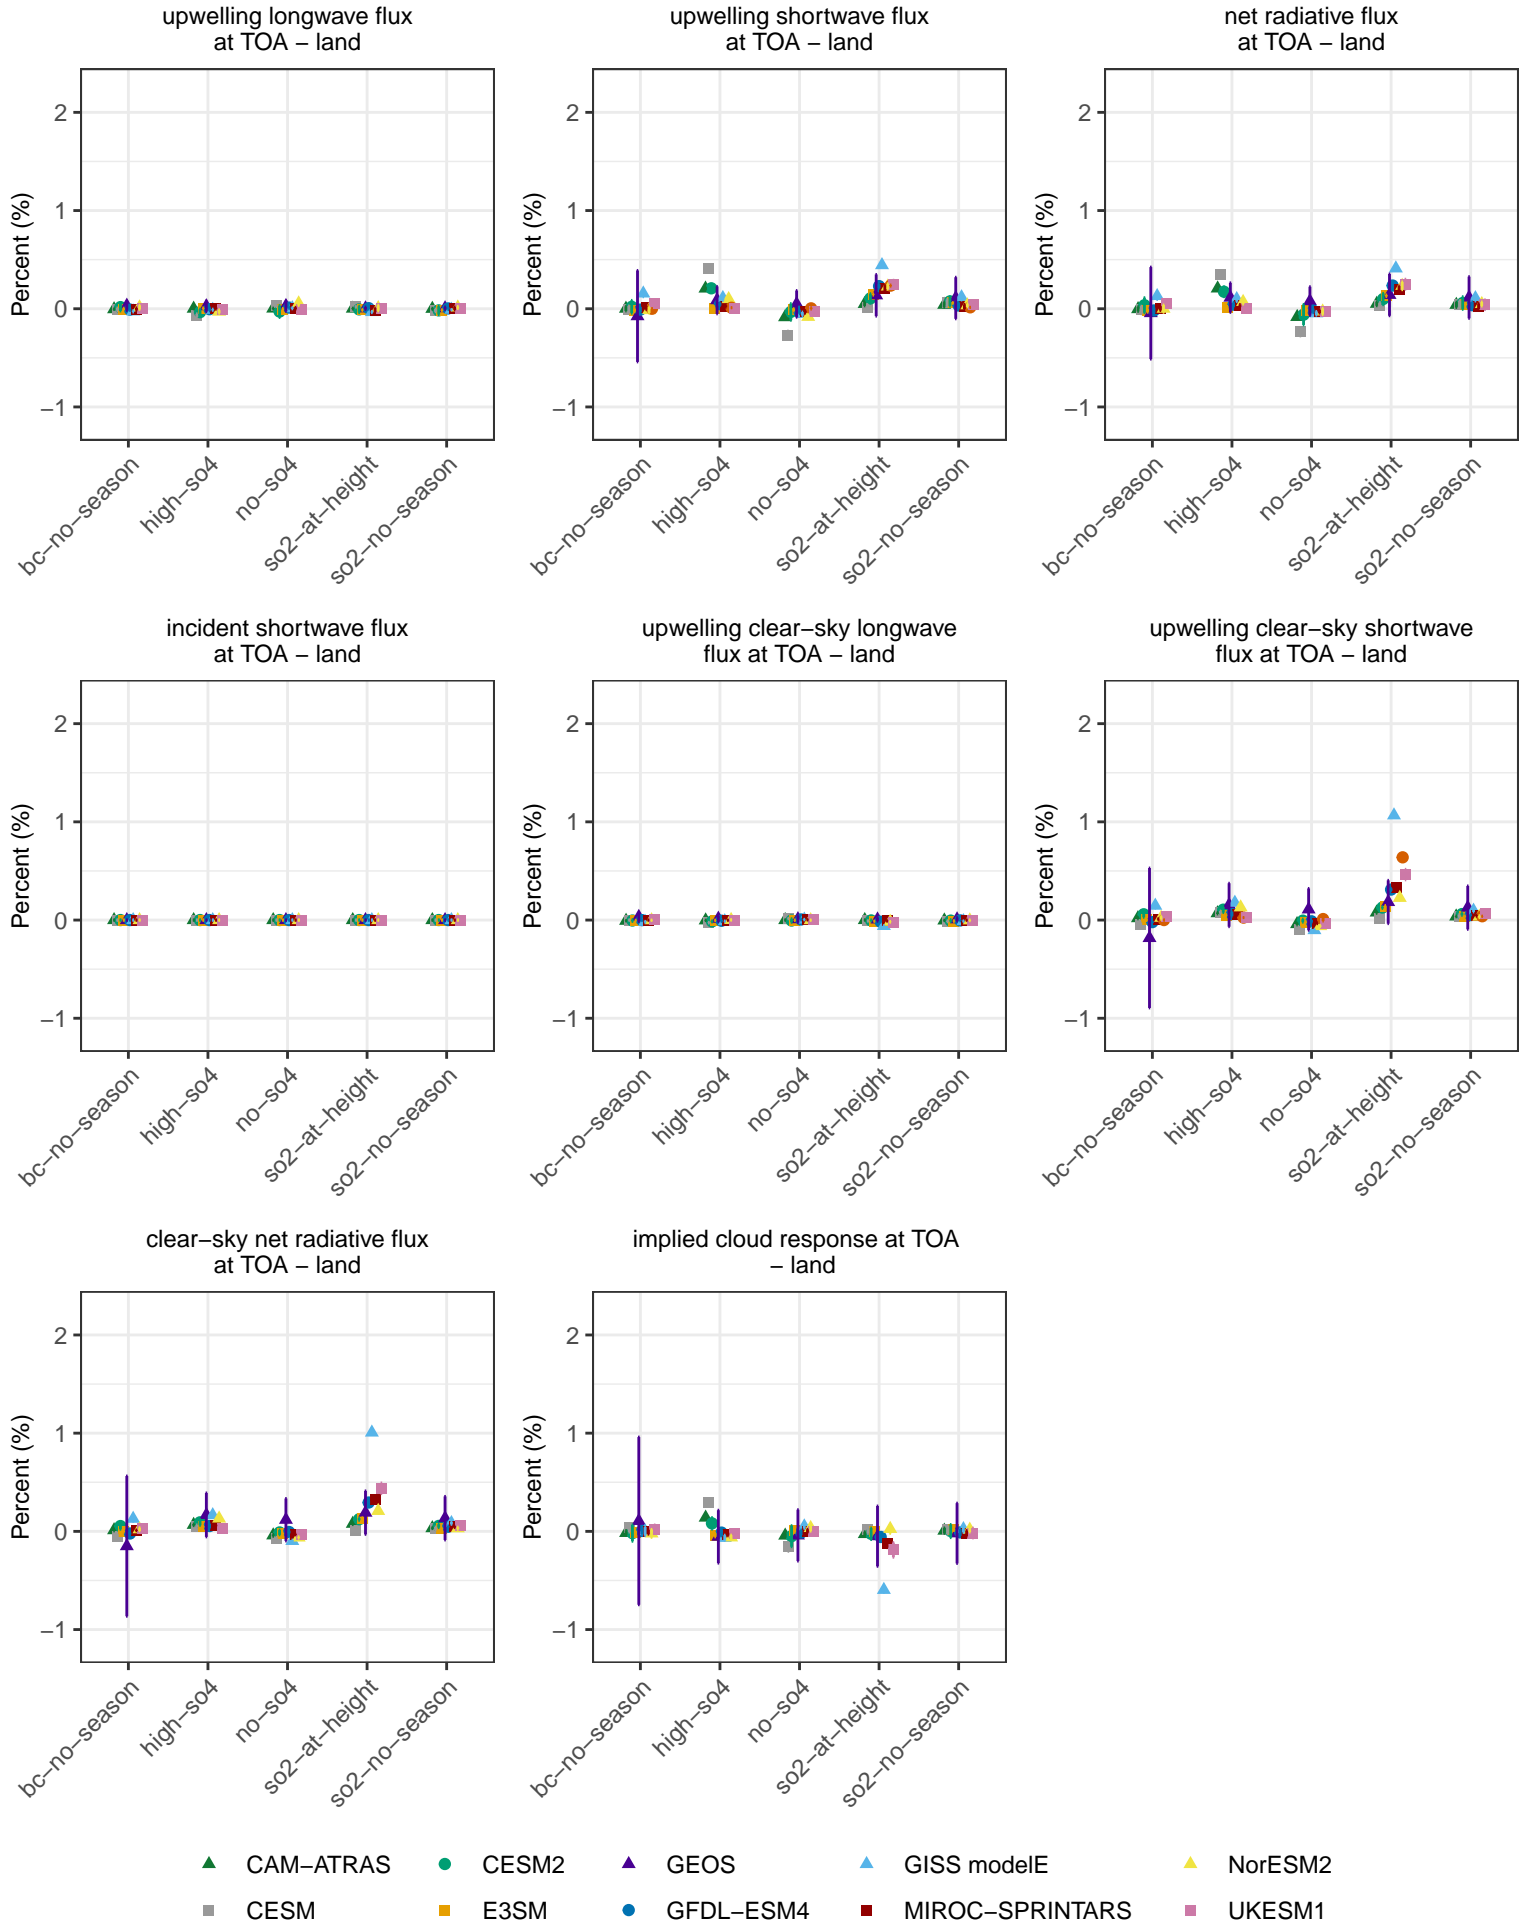 upwelling longwave flux
at TOA − land
upwelling shortwave flux
at TOA − land
net radiative flux
at TOA − land
Percent (%)
2
1
0
−1
bc−no−season
high−so4
no−so4
so2−at−height
so2−no−season
Percent (%)
2
1
0
−1
bc−no−season
high−so4
no−so4
so2−at−height
so2−no−season
Percent (%)
2
1
0
−1
bc−no−season
high−so4
no−so4
so2−at−height
so2−no−season
incident shortwave flux
at TOA − land
upwelling clear−sky longwave
flux at TOA − land
upwelling clear−sky shortwave
flux at TOA − land
Percent (%)
2
1
0
−1
bc−no−season
high−so4
no−so4
so2−at−height
so2−no−season
Percent (%)
2
1
0
−1
bc−no−season
high−so4
no−so4
so2−at−height
so2−no−season
Percent (%)
2
1
0
−1
bc−no−season
high−so4
no−so4
so2−at−height
so2−no−season
clear−sky net radiative flux
at TOA − land
implied cloud response at TOA
− land
Percent (%)
2
1
0
−1
bc−no−season
high−so4
no−so4
so2−at−height
so2−no−season
Percent (%)
2
1
0
−1
bc−no−season
high−so4
no−so4
so2−at−height
so2−no−season
CAM−ATRAS
CESM2
GEOS
GISS modelE
NorESM2
CESM
E3SM
GFDL−ESM4
MIROC−SPRINTARS
UKESM1